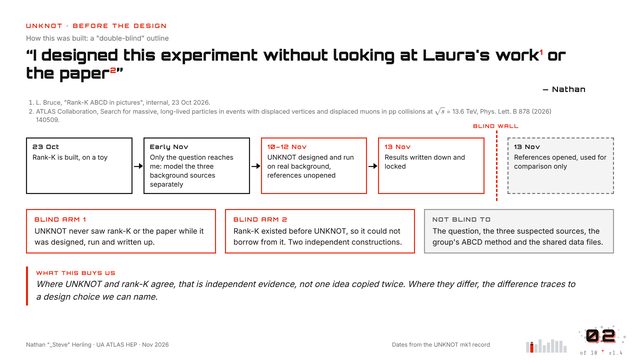 UNKNOT · BEFORE THE DESIGN
How this was built: a "double-blind" outline
“I designed this experiment without looking at Laura's work¹ or
the paper²”
— Nathan
1. L. Bruce, "Rank-K ABCD in pictures", internal, 23 Oct 2026.
2. ATLAS Collaboration, Search for massive, long-lived particles in events with displaced vertices and displaced muons in pp collisions at √s = 13.6 TeV, Phys. Lett. B 878 (2026)
140509.
BLIND WALL
23 Oct
Rank-K is built, on a toy
Early Nov
Only the question reaches
me: model the three
background sources
separately
10–12 Nov
UNKNOT designed and run
on real background,
references unopened
13 Nov
Results written down and
locked
13 Nov
References opened, used for
comparison only
BLIND ARM 1
UNKNOT never saw rank-K or the paper while it
was designed, run and written up.
BLIND ARM 2
Rank-K existed before UNKNOT, so it could not
borrow from it. Two independent constructions.
NOT BLIND TO
The question, the three suspected sources, the
group's ABCD method and the shared data files.
WHAT THIS BUYS US
Where UNKNOT and rank-K agree, that is independent evidence, not one idea copied twice. Where they differ, the difference traces to
a design choice we can name.
Nathan "„Steve" Herling · UA ATLAS HEP · Nov 2026
Dates from the UNKNOT mk1 record
02